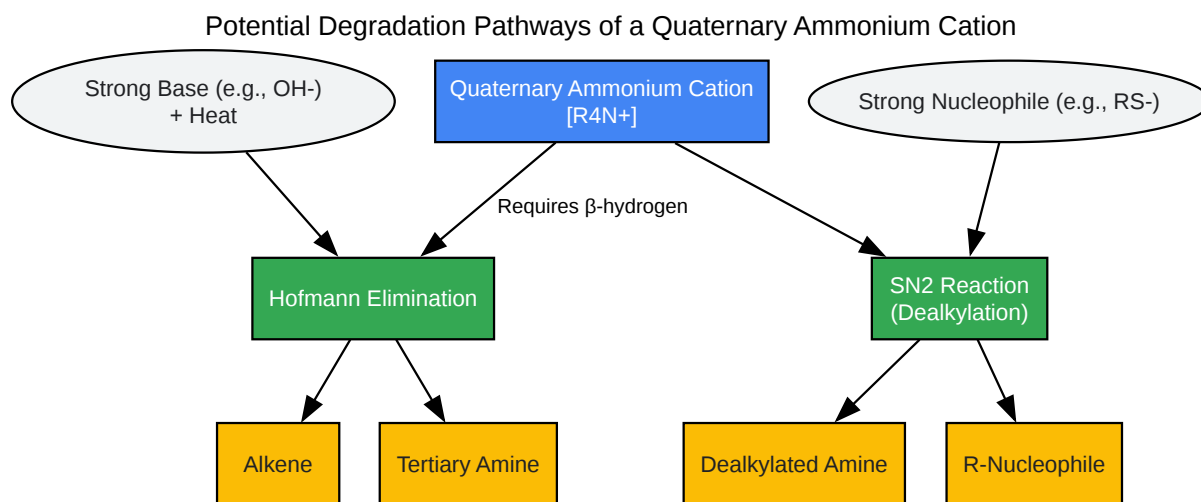 Potential Degradation Pathways of a Quaternary Ammonium Cation
Strong Base (e.g., OH-)
+ Heat
Quaternary Ammonium Cation
[R4N+]
Strong Nucleophile (e.g., RS-)
Requires β-hydrogen
Hofmann Elimination
SN2 Reaction
(Dealkylation)
Alkene
Tertiary Amine
Dealkylated Amine
R-Nucleophile